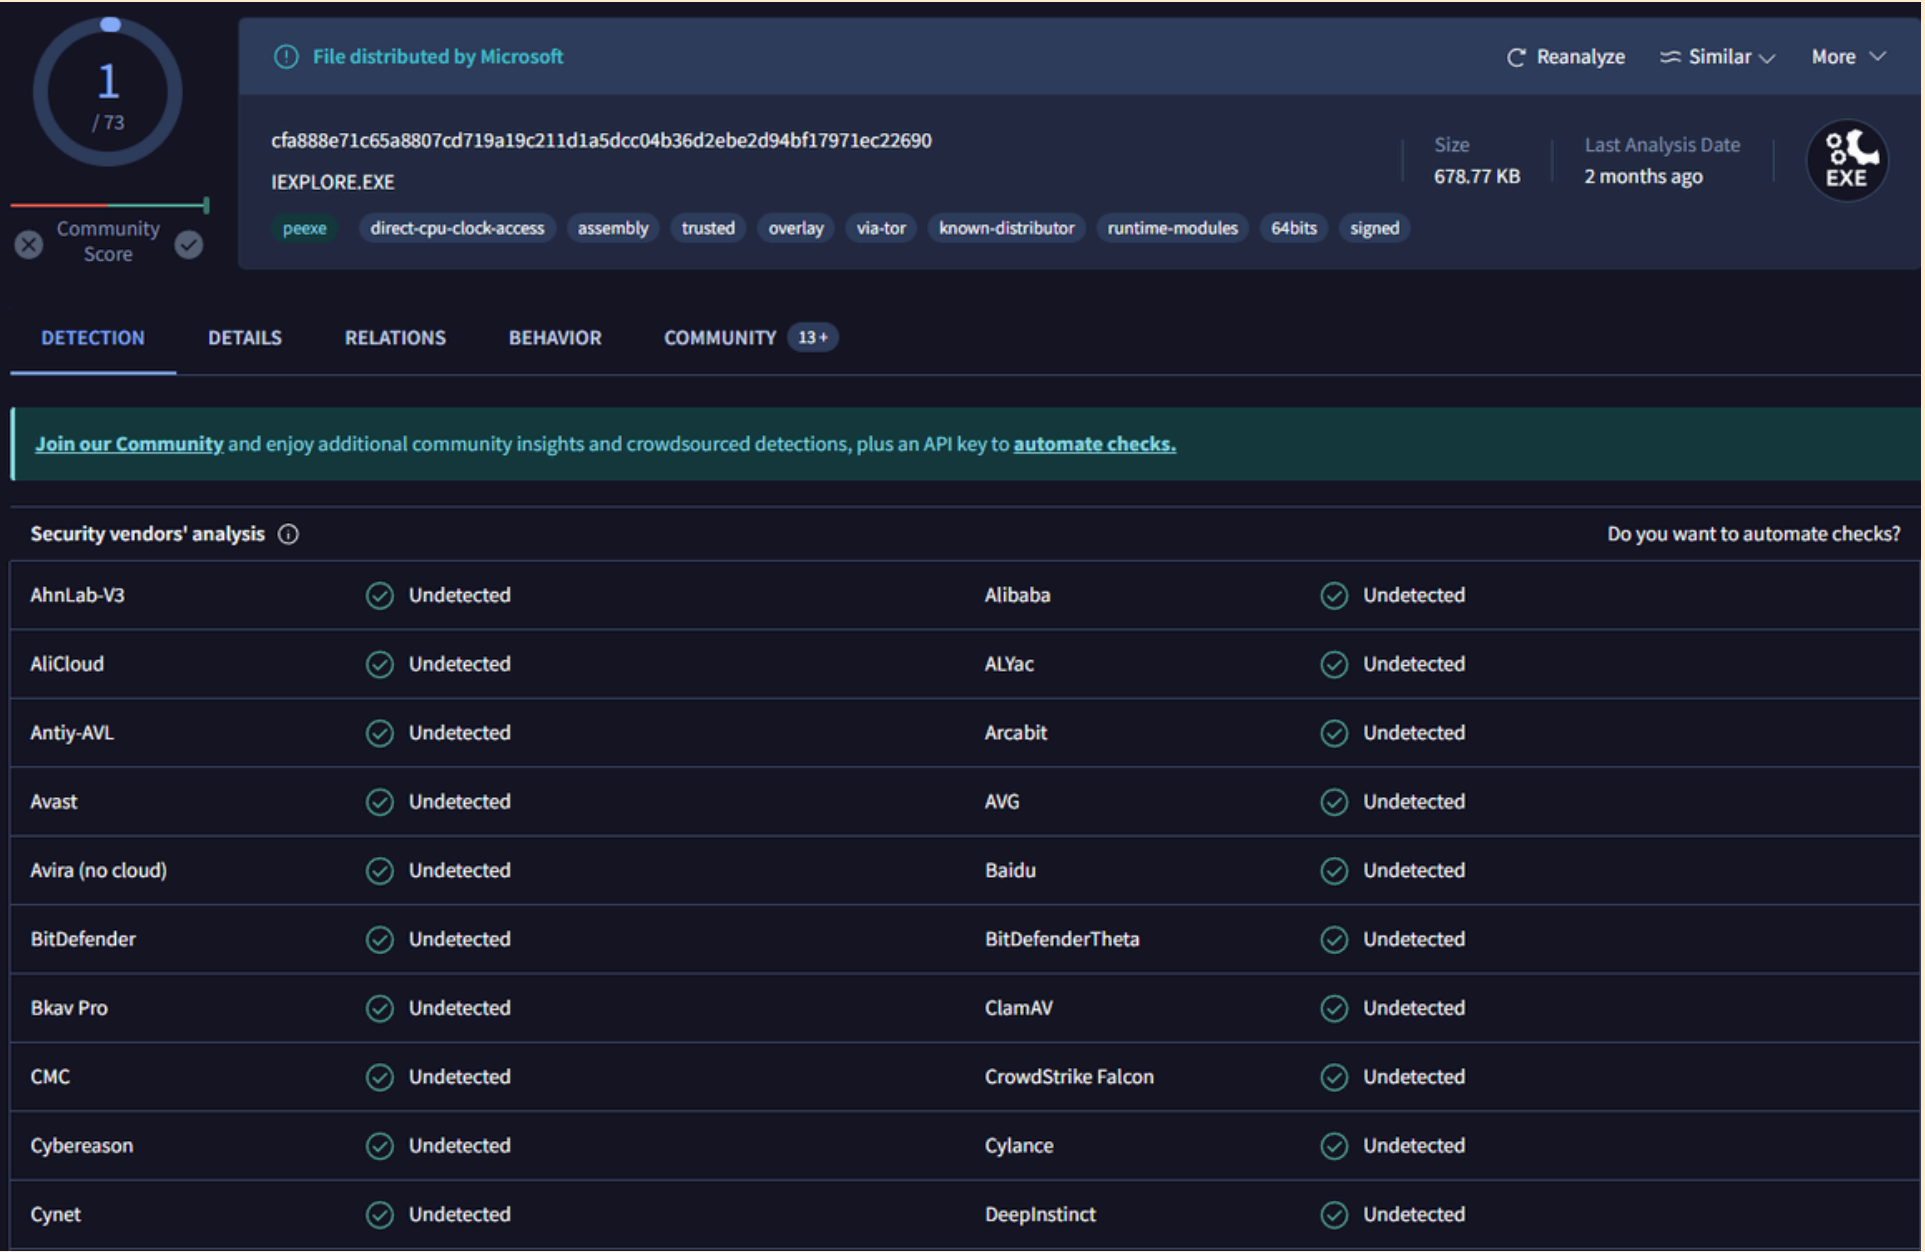 1
/ 73
Community
Score
File distributed by Microsoft
Reanalyze Similar More
cfa888e71c65a8807cd719a19c211d1a5dcc04b36d2ebe2d94bf17971ec22690
IEXPLORE.EXE
peexe direct-cpu-clock-access assembly trusted overlay via-tor known-distributor runtime-modules 64bits signed
Size
678.77 KB
Last Analysis Date
2 months ago
EXE
DETECTION DETAILS RELATIONS BEHAVIOR COMMUNITY 13+
Join our Community and enjoy additional community insights and crowdsourced detections, plus an API key to automate checks.
Security vendors' analysis Do you want to automate checks?
AhnLab-V3 Undetected Alibaba Undetected
AliCloud Undetected ALYac Undetected
Antiy-AVL Undetected Arcabit Undetected
Avast Undetected AVG Undetected
Avira (no cloud) Undetected Baidu Undetected
BitDefender Undetected BitDefenderTheta Undetected
Bkav Pro Undetected ClamAV Undetected
CMC Undetected CrowdStrike Falcon Undetected
Cybereason Undetected Cylance Undetected
Cynet Undetected DeepInstinct Undetected